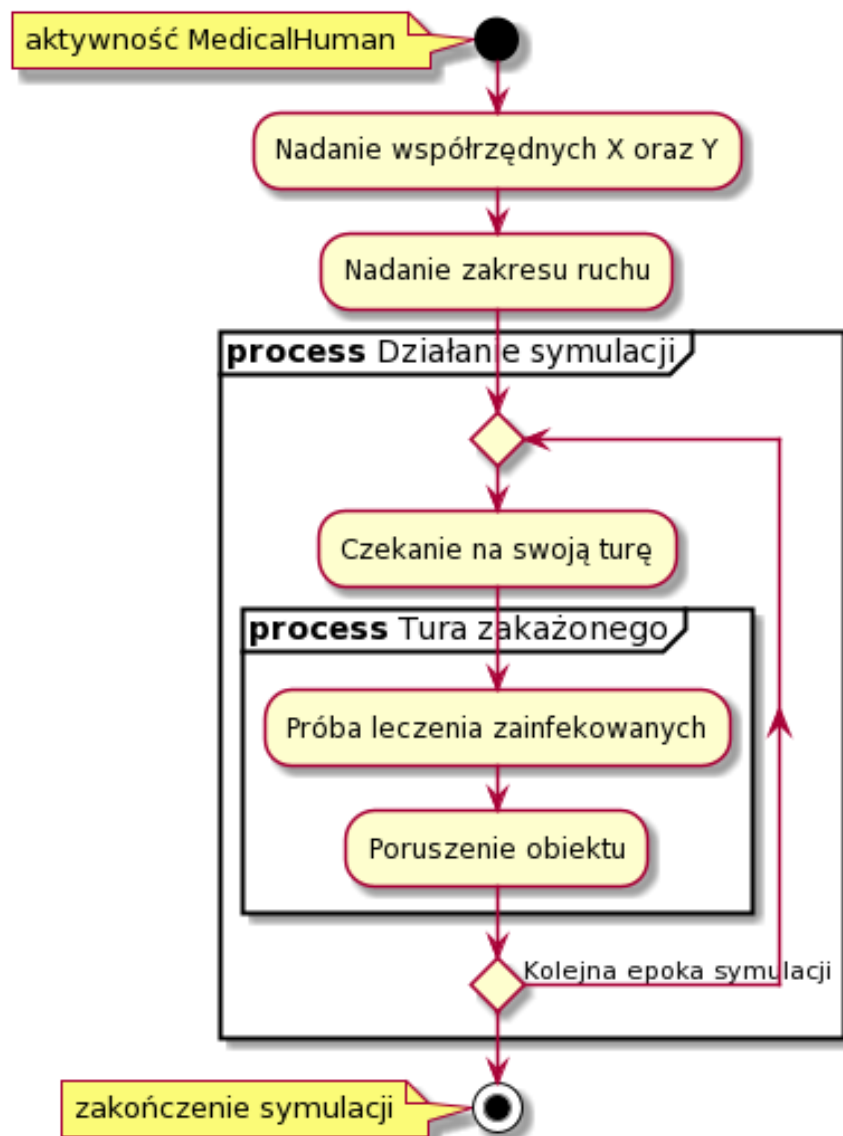 aktywność MedicalHuman
Nadanie współrzędnych X oraz Y
Nadanie zakresu ruchu
process Działanie symulacji
Czekanie na swoją turę
process Tura zakażonego
Próba leczenia zainfekowanych
Poruszenie obiektu
Kolejna epoka symulacji
zakończenie symulacji